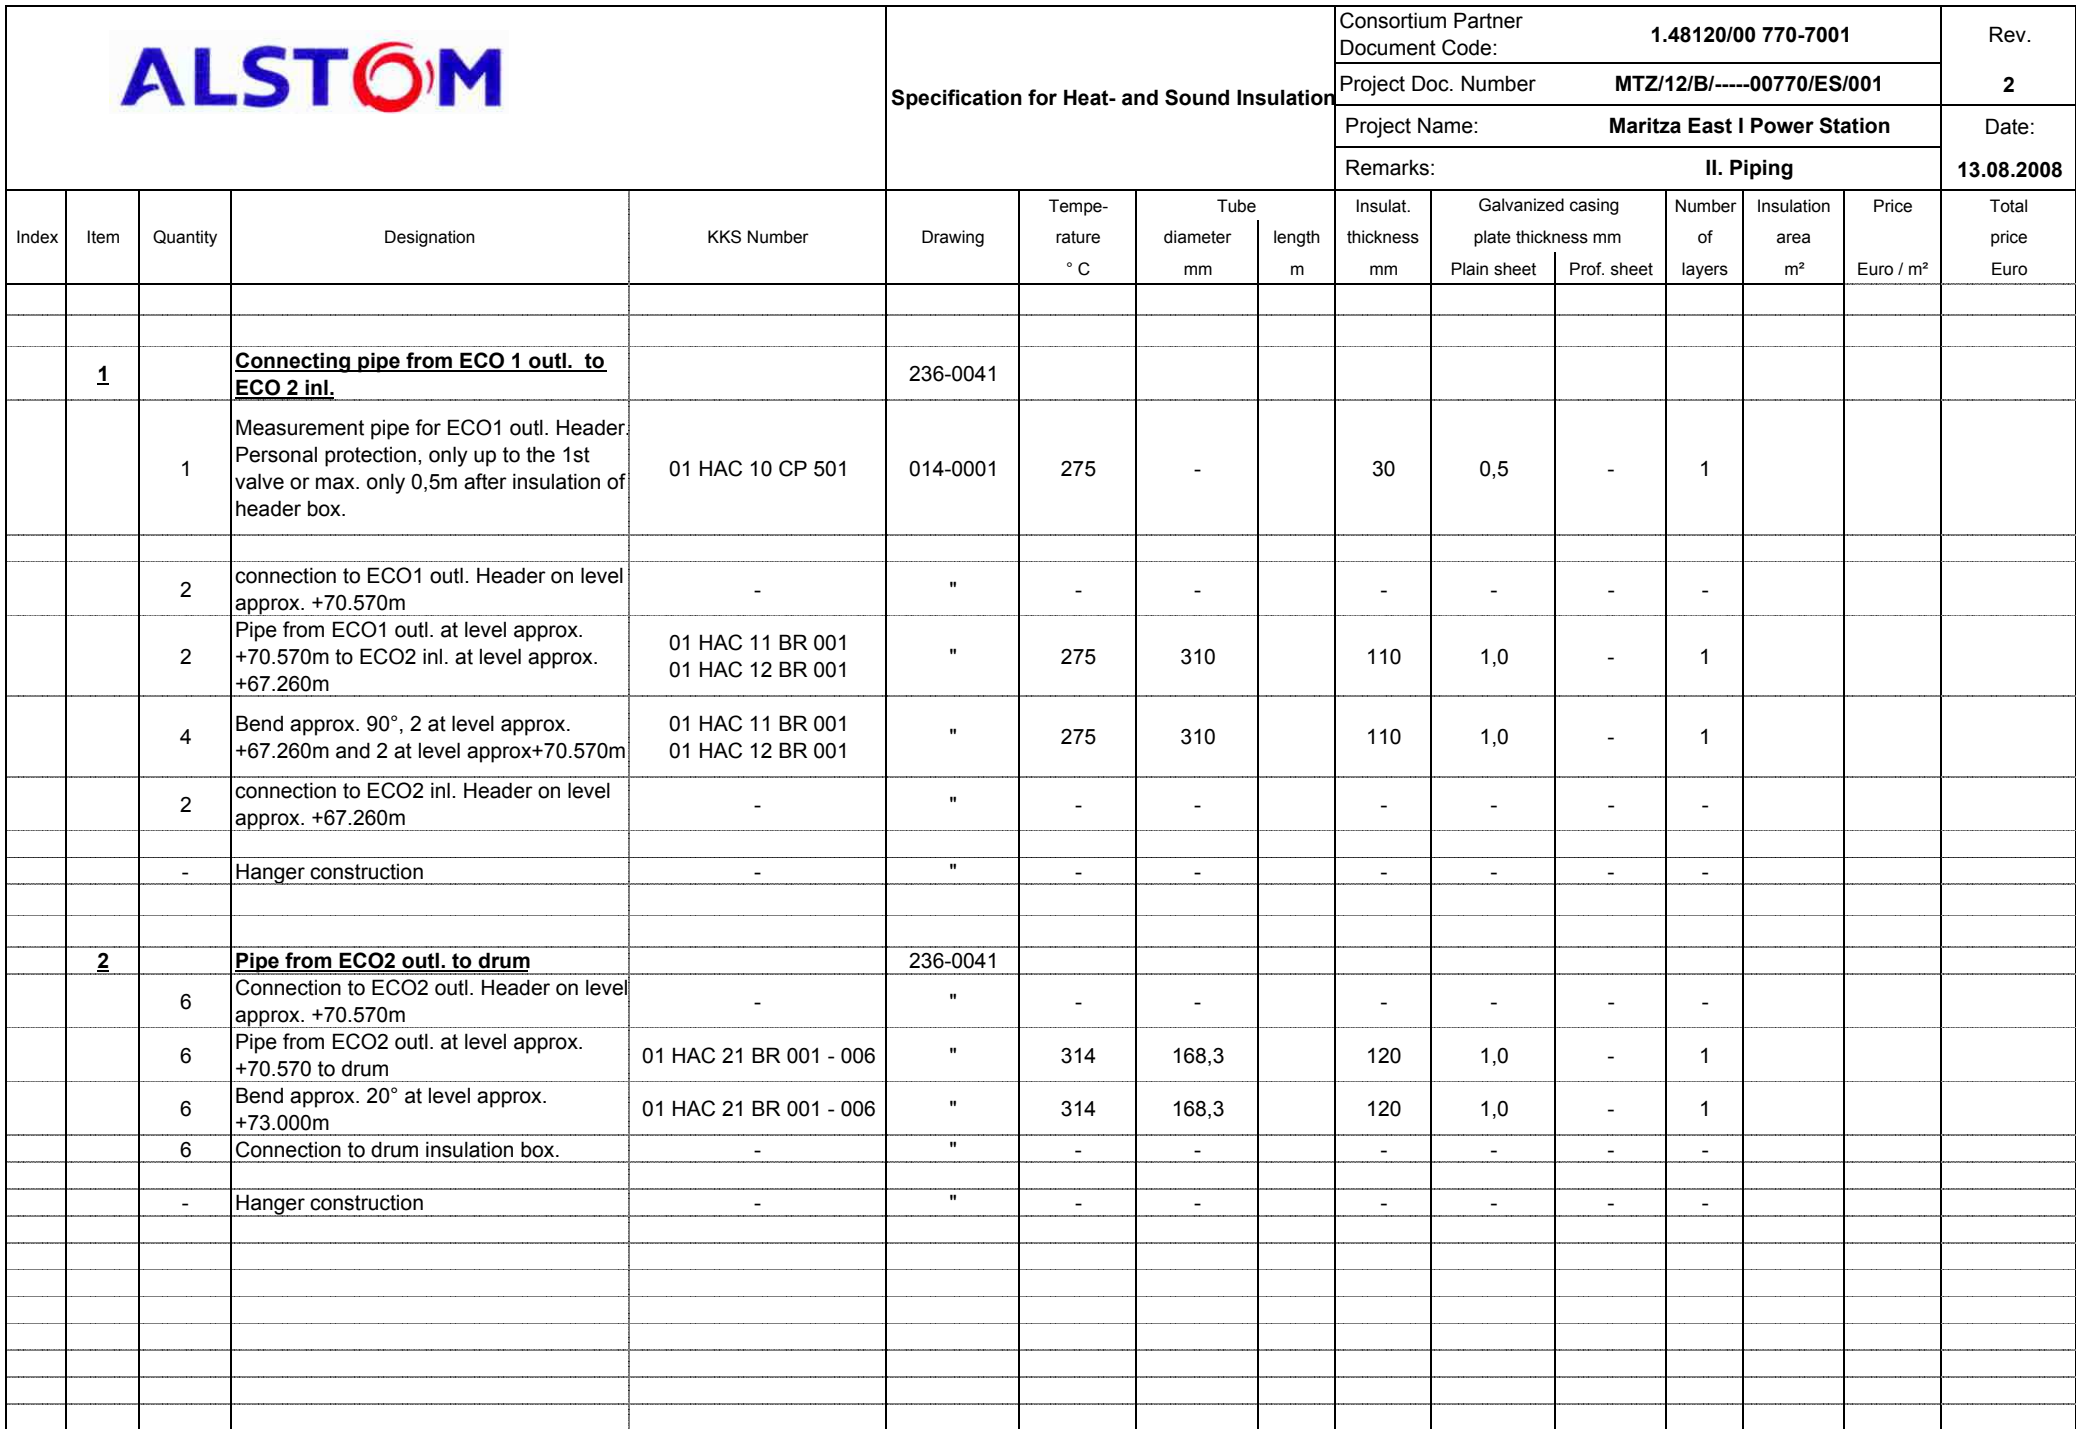 ALSTOM
Specification for Heat- and Sound Insulation
Consortium Partner
Document Code:
1.48120/00 770-7001
Rev.
Project Doc. Number MTZ/12/B/-----00770/ES/001 2
Project Name: Maritza East I Power Station Date:
Remarks: II. Piping 13.08.2008
Tempe- Tube Insulat. Galvanized casing Number Insulation Price Total
Index Item Quantity Designation KKS Number Drawing rature diameter length thickness plate thickness mm of area price
° C mm m mm Plain sheet Prof. sheet layers m² Euro / m² Euro
1 Connecting pipe from ECO 1 outl. to
ECO 2 inl.
236-0041
Measurement pipe for ECO1 outl. Header.
Personal protection, only up to the 1st
valve or max. only 0,5m after insulation of
header box.
1 01 HAC 10 CP 501 014-0001 275 - 30 0,5 - 1
connection to ECO1 outl. Header on level
approx. +70.570m
2 - " - - - - - -
Pipe from ECO1 outl. at level approx.
+70.570m to ECO2 inl. at level approx.
+67.260m
2 01 HAC 11 BR 001
01 HAC 12 BR 001
" 275 310 110 1,0 - 1
Bend approx. 90°, 2 at level approx.
+67.260m and 2 at level approx+70.570m
4 01 HAC 11 BR 001
01 HAC 12 BR 001
" 275 310 110 1,0 - 1
connection to ECO2 inl. Header on level
approx. +67.260m
2 - " - - - - - -
- Hanger construction - " - - - - - -
2 Pipe from ECO2 outl. to drum 236-0041
Connection to ECO2 outl. Header on level
approx. +70.570m
6 - " - - - - - -
Pipe from ECO2 outl. at level approx.
+70.570 to drum
6 01 HAC 21 BR 001 - 006 " 314 168,3 120 1,0 - 1
Bend approx. 20° at level approx.
+73.000m
6 01 HAC 21 BR 001 - 006 " 314 168,3 120 1,0 - 1
6 Connection to drum insulation box. - " - - - - - -
- Hanger construction - " - - - - - -